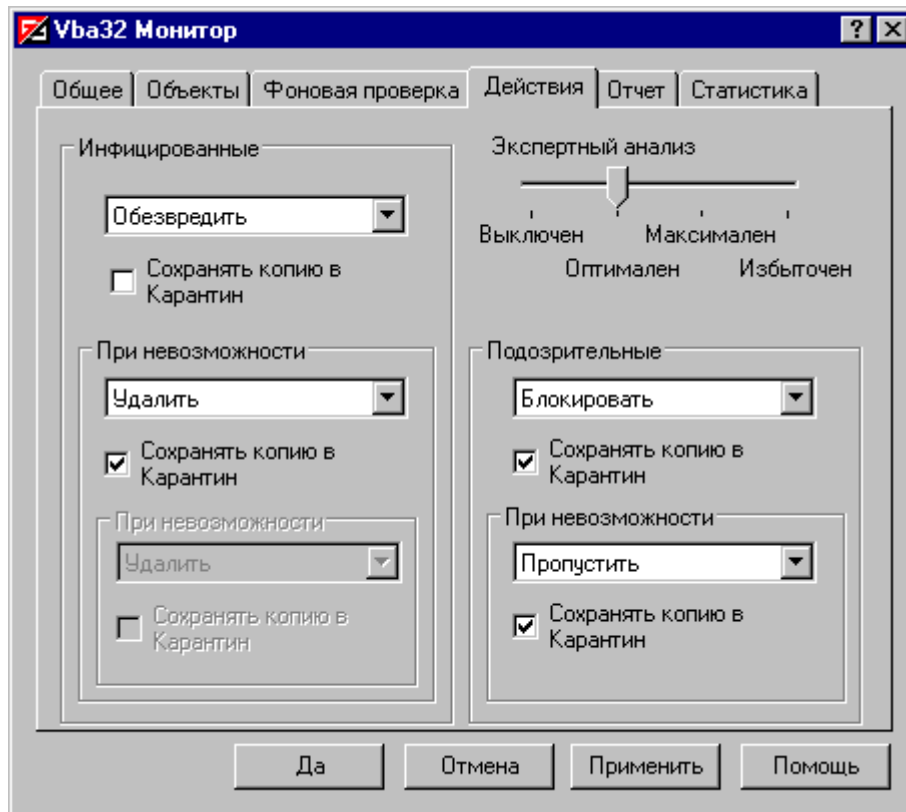 Vba32 Монитор
Общее Объекты Фоновая проверка Действия Отчет Статистика
Инфицированные
Обезвредить
Сохранять копию в
Карантин
При невозможности
Удалить
Сохранять копию в
Карантин
При невозможности
Удалить
Сохранять копию в
Карантин
Экспертный анализ
Выключен Максимален
Оптимален Избыточен
Подозрительные
Блокировать
Сохранять копию в
Карантин
При невозможности
Пропустить
Сохранять копию в
Карантин
Да Отмена Применить Помощь